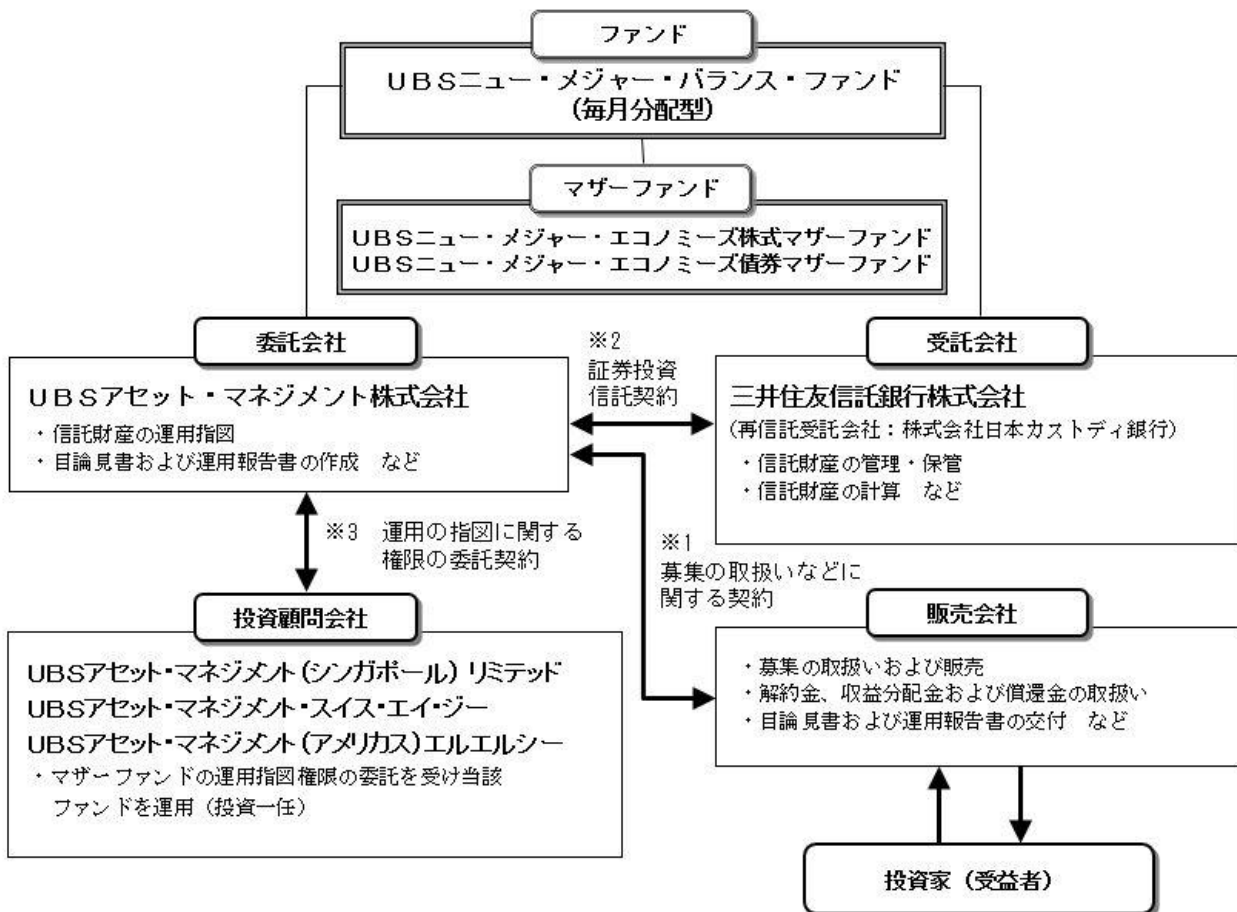 ファンド
UBSニュー・メジャー・バランス・ファンド
(毎月分配型)
マザーファンド
UBSニュー・メジャー・エコノミーズ株式マザーファンド
UBSニュー・メジャー・エコノミーズ債券マザーファンド
委託会社
UBSアセット・マネジメント株式会社
・信託財産の運用指図
・目論見書および運用報告書の作成 など
※2
証券投資
信託契約
受託会社
三井住友信託銀行株式会社
(再信託受託会社:株式会社日本カストディ銀行)
・信託財産の管理・保管
・信託財産の計算 など
※3 運用の指図に関する
権限の委託契約
※1
募集の取扱いなどに
関する契約
投資顧問会社
UBSアセット・マネジメント(シンガポール)リミテッド
UBSアセット・マネジメント・スイス・エイ・ジー
UBSアセット・マネジメント(アメリカス)エルエルシー
・マザーファンドの運用指図権限の委託を受け当該
ファンドを運用(投資一任)
販売会社
・募集の取扱いおよび販売
・解約金、収益分配金および償還金の取扱い
・目論見書および運用報告書の交付 など
投資家(受益者)